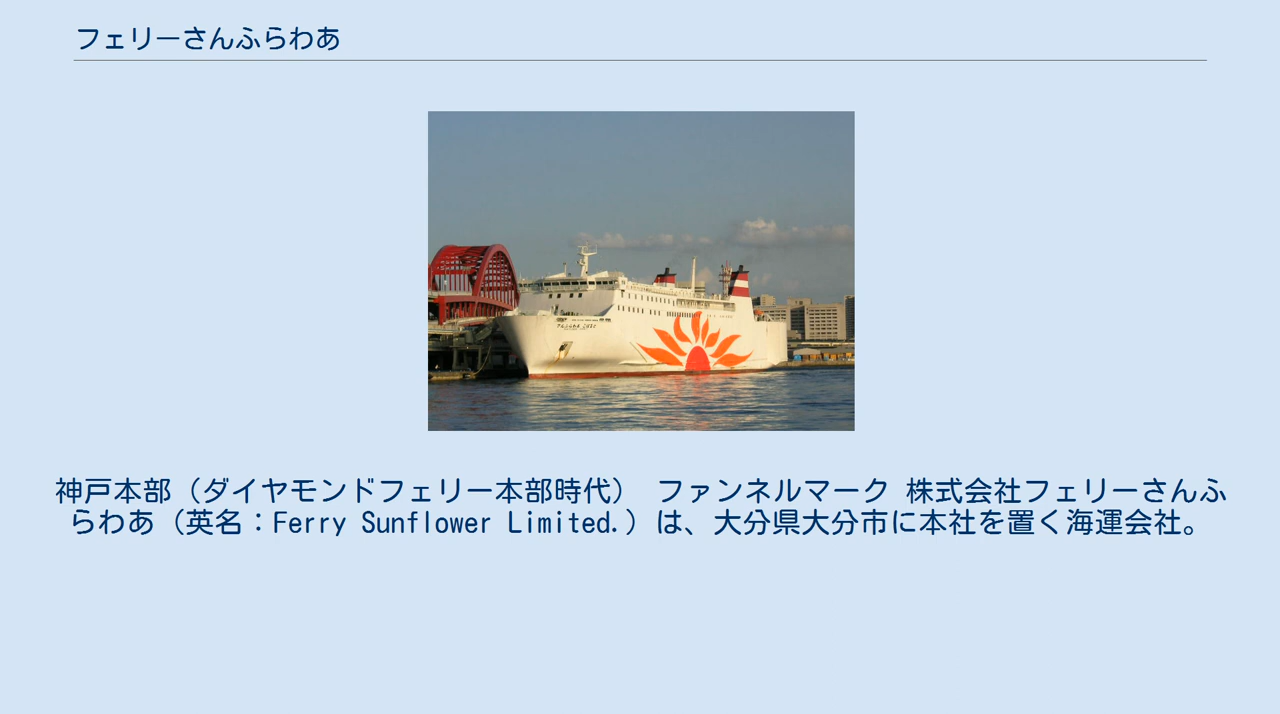 フェリーさんふらわあ
神戸本部（ダイヤモンドフェリー本部時代） ファンネルマーク 株式会社フェリーさんふ
らわあ（英名：Ferry Sunflower Limited.）は、大分県大分市に本社を置く海運会社。